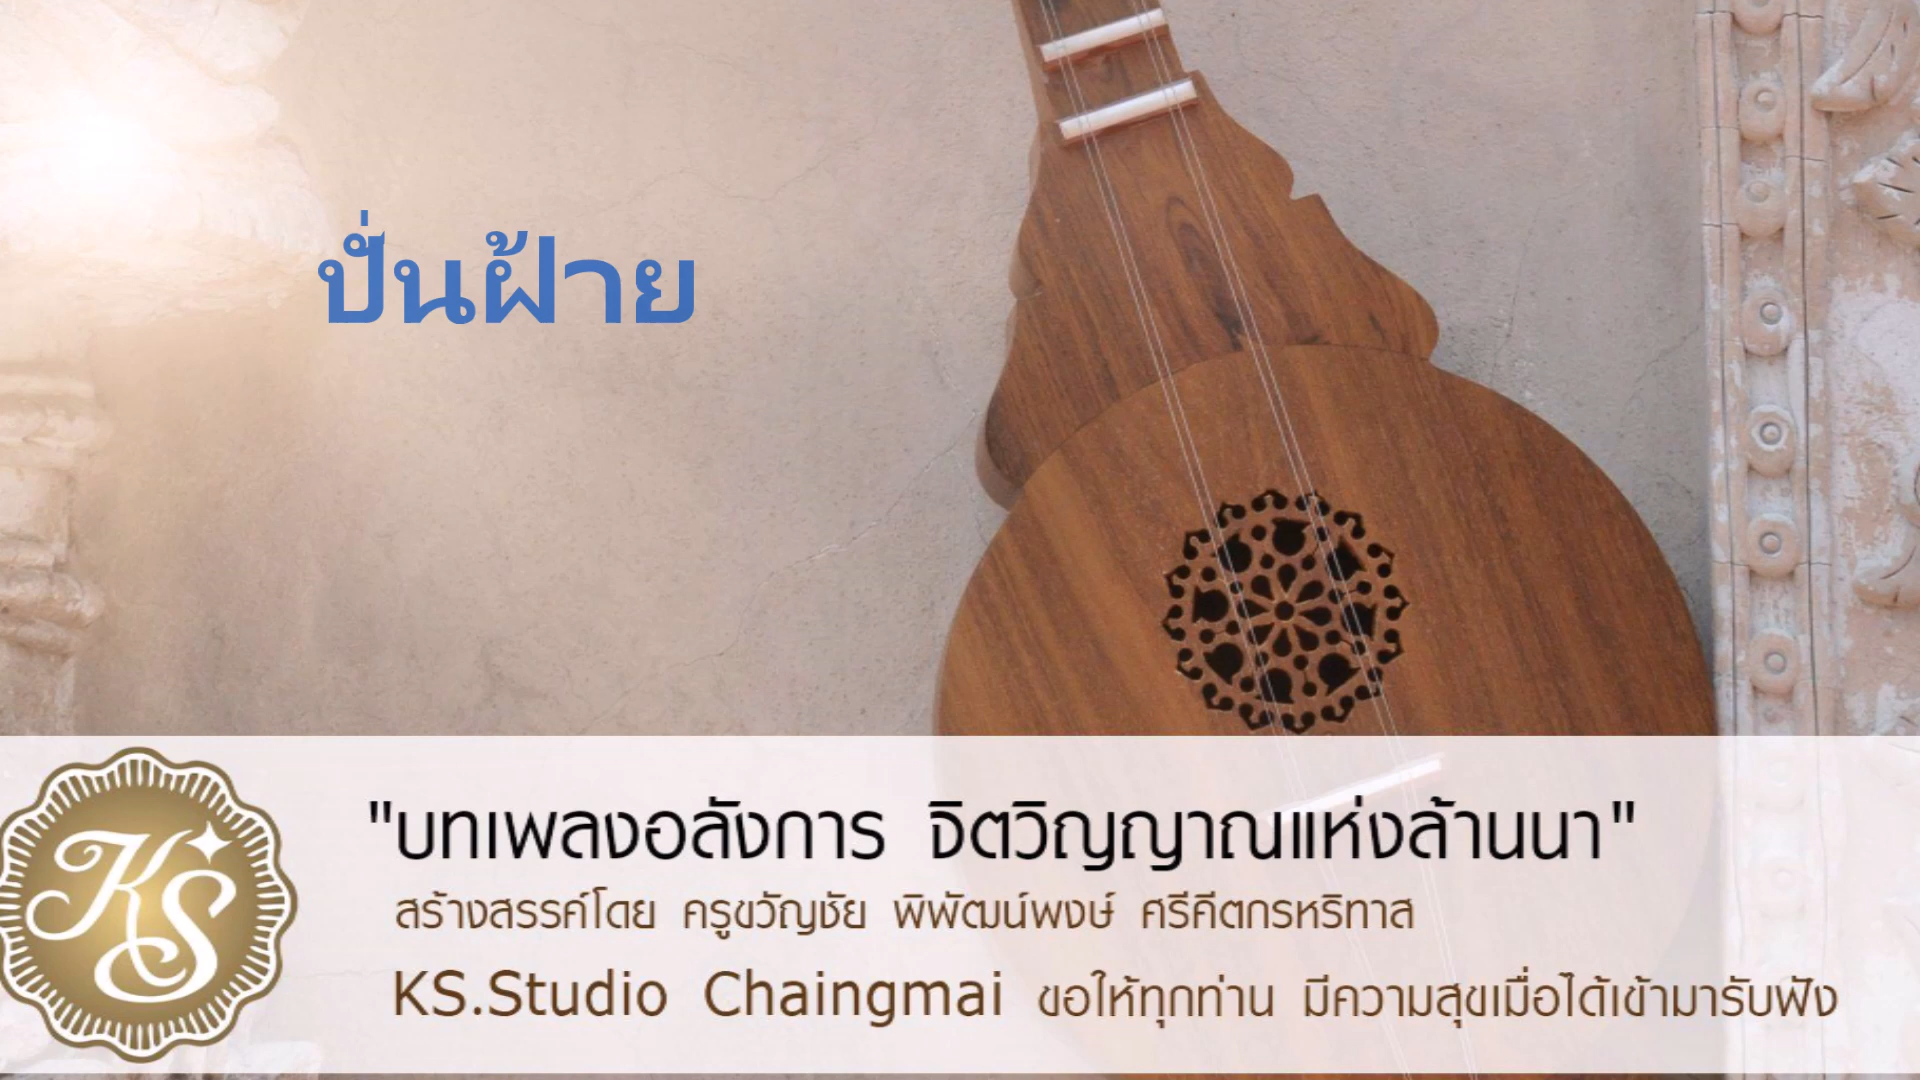 ปั่นฝ้าย
"บทเพลงอลังการ จิตวิญญาณแห่งล้านนา"
สร้างสรรค์โดย ครูขวัญชัย พิพัฒน์พงษ์ ศรีคีตกรหริทาส
KS.Studio Chaingmai ขอให้ทุกท่าน มีความสุขเมื่อได้เข้ามารับฟัง
KS